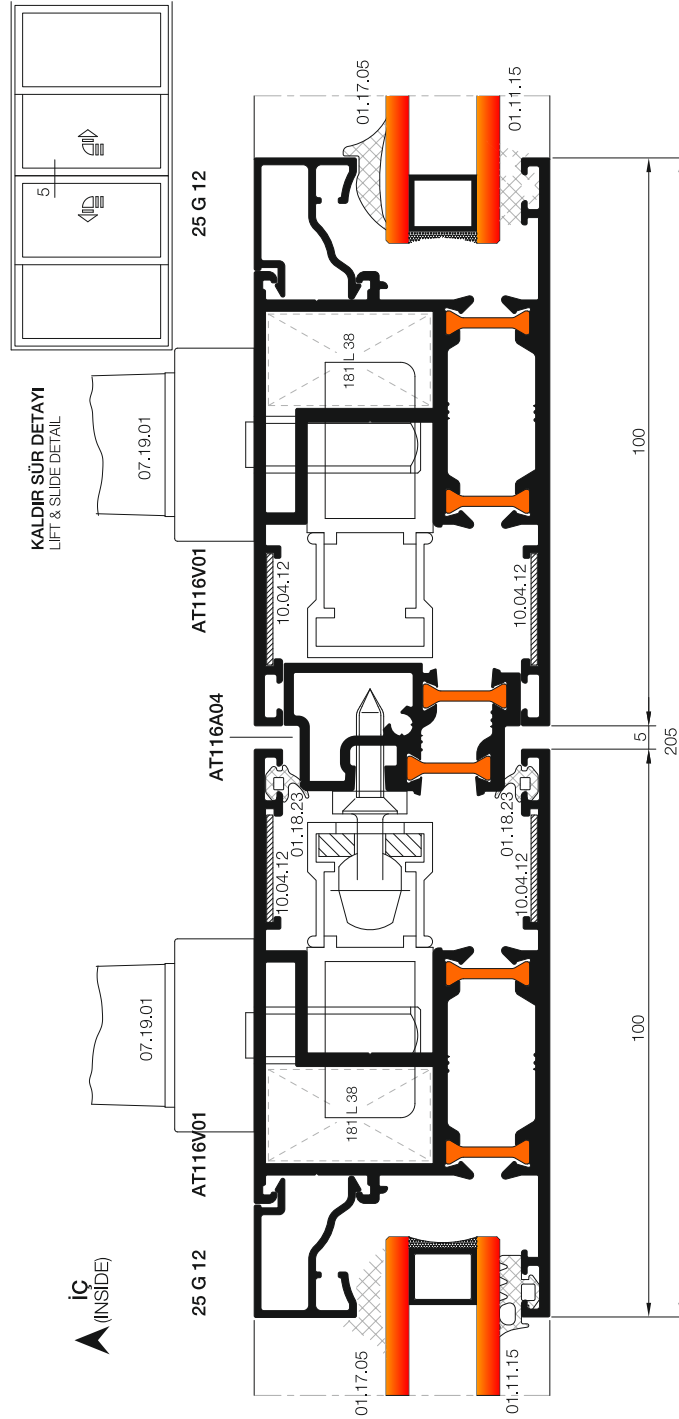 5
KALDIR SÜR DETAYI
LIFT & SLIDE DETAIL
İÇ
(INSIDE)
07.19.01
07.19.01
25 G 12
AT116V01
AT116A04
AT116V01
25 G 12
10.04.12
01.18.23
10.04.12
01.17.05
181 L 38
181 L 38
01.17.05
01.11.15
10.04.12
01.18.23
10.04.12
01.11.15
100
5
100
205